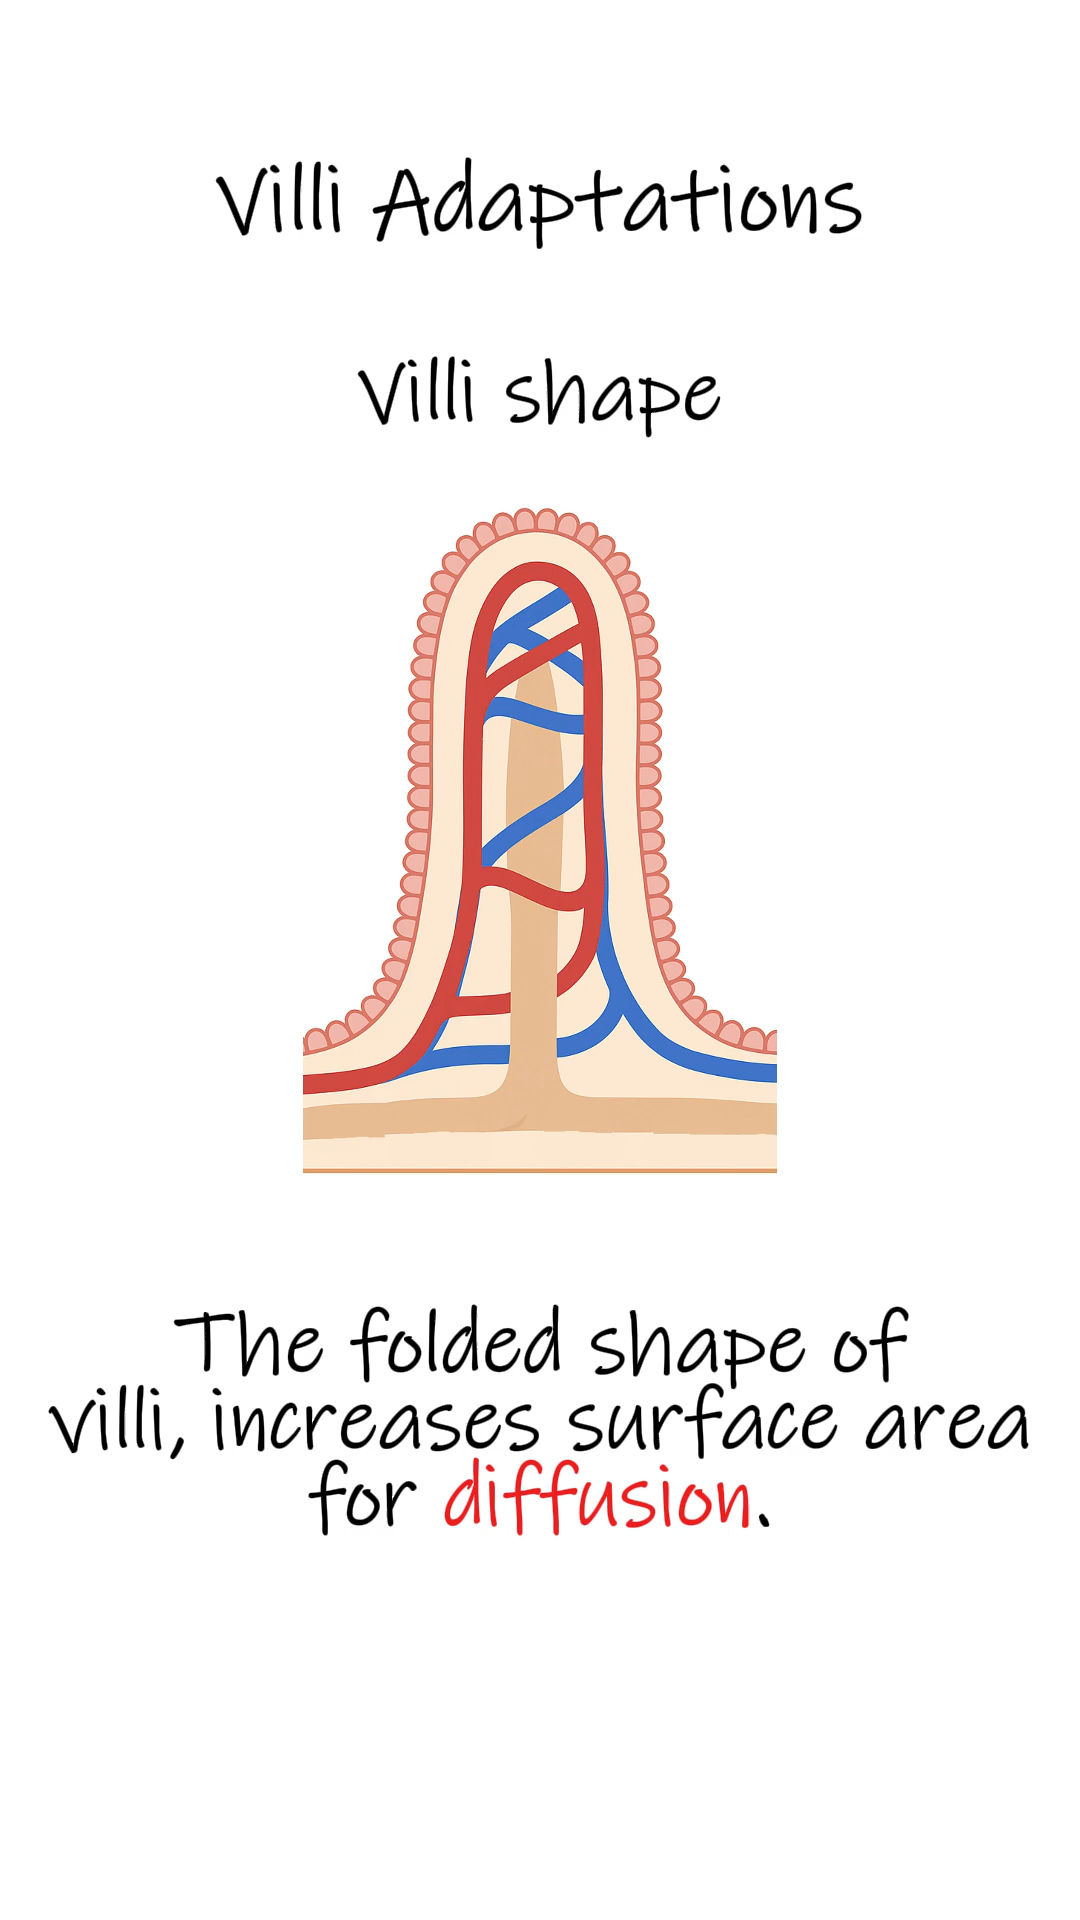 Villi Adaptations
Villi shape
The folded shape of
villi, increases surface area
for diffusion.